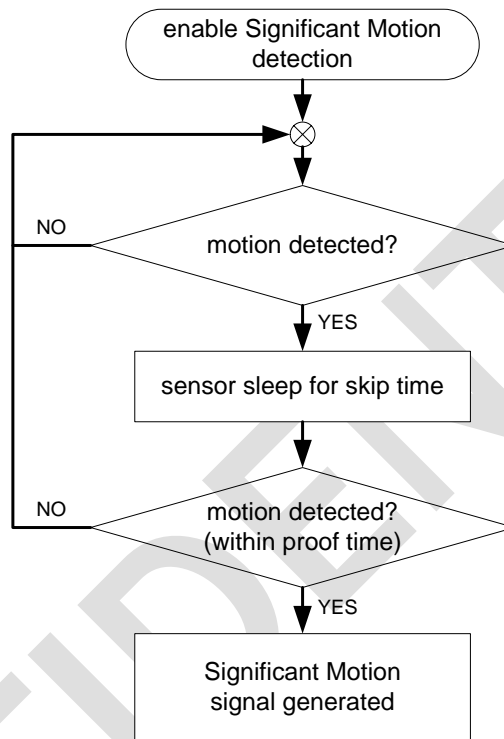 enable Significant Motion
detection
motion detected?
NO
YES
sensor sleep for skip time
motion detected?
(within proof time)
NO
YES
Significant Motion
signal generated